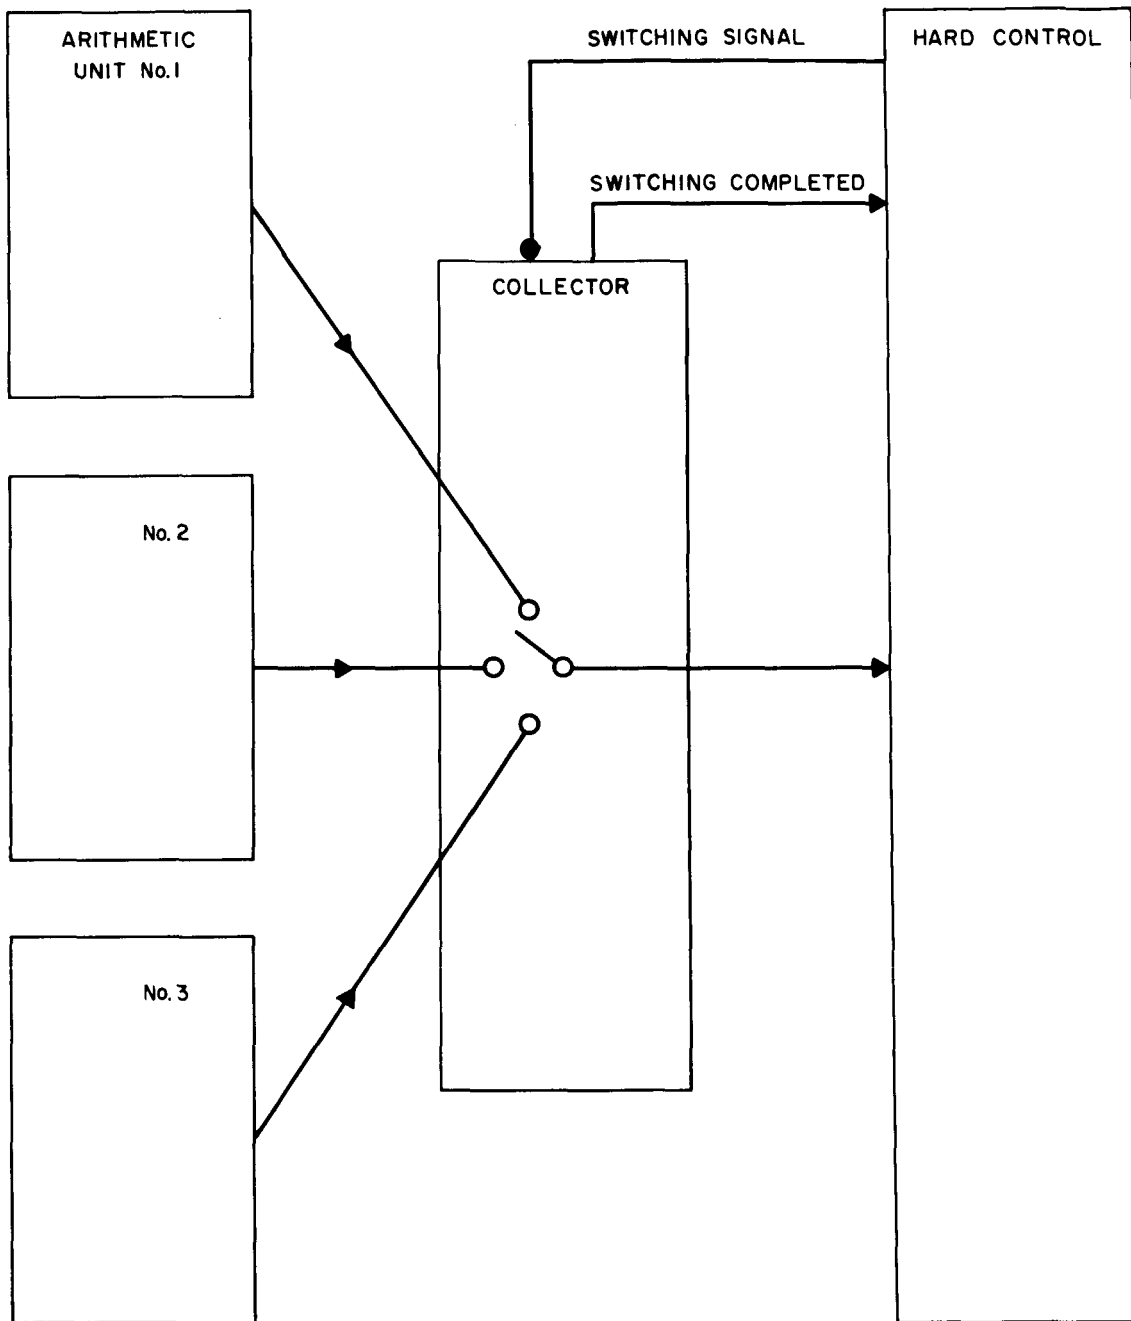 ARITHMETIC
UNIT No. 1
SWITCHING SIGNAL
HARD CONTROL
SWITCHING COMPLETED
COLLECTOR
No. 2
No. 3